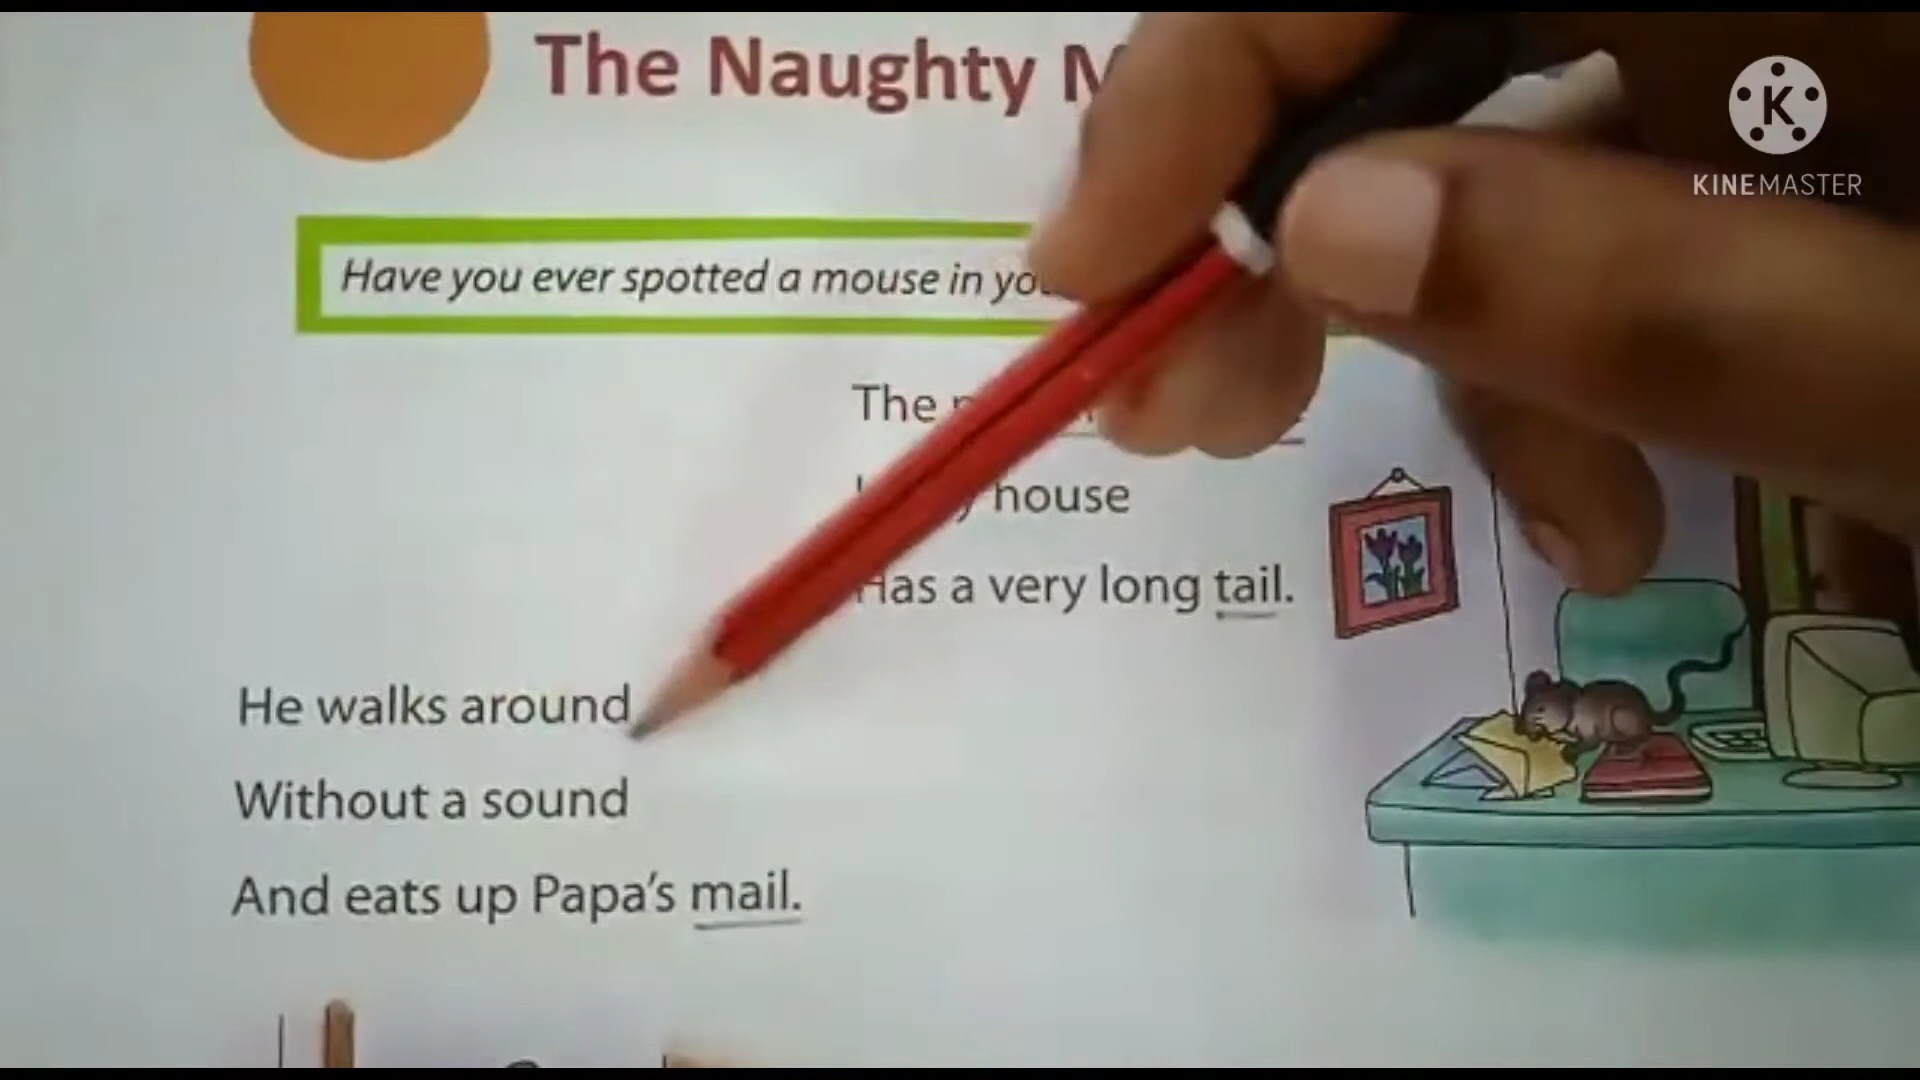 The Naughty
KINEMASTER
Have you ever spotted a mouse in
The
house
Has a very long tail.
He walks around
Without a sound
And eats up Papa's mail.